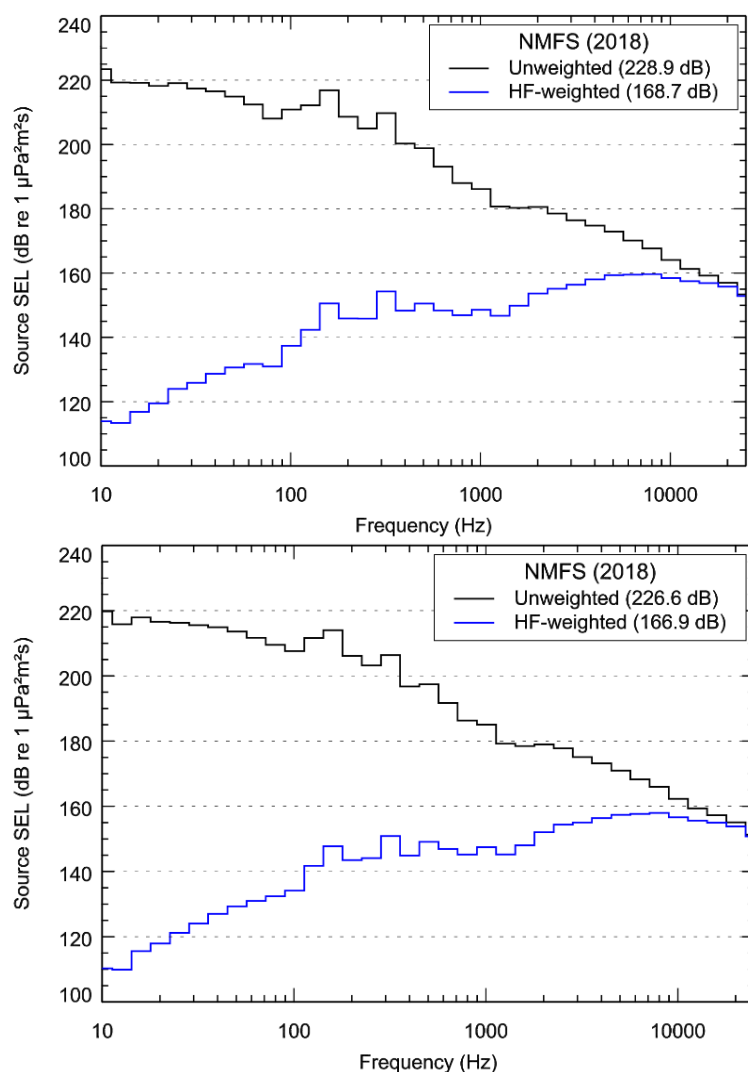 240
220
200
180
160
140
120
100
Source SEL (dB re 1 µPa²m²s)
NMFS (2018)
Unweighted (228.9 dB)
HF-weighted (168.7 dB)
10
100
1000
10000
Frequency (Hz)
240
220
200
180
160
140
120
100
Source SEL (dB re 1 µPa²m²s)
NMFS (2018)
Unweighted (226.6 dB)
HF-weighted (166.9 dB)
10
100
1000
10000
Frequency (Hz)